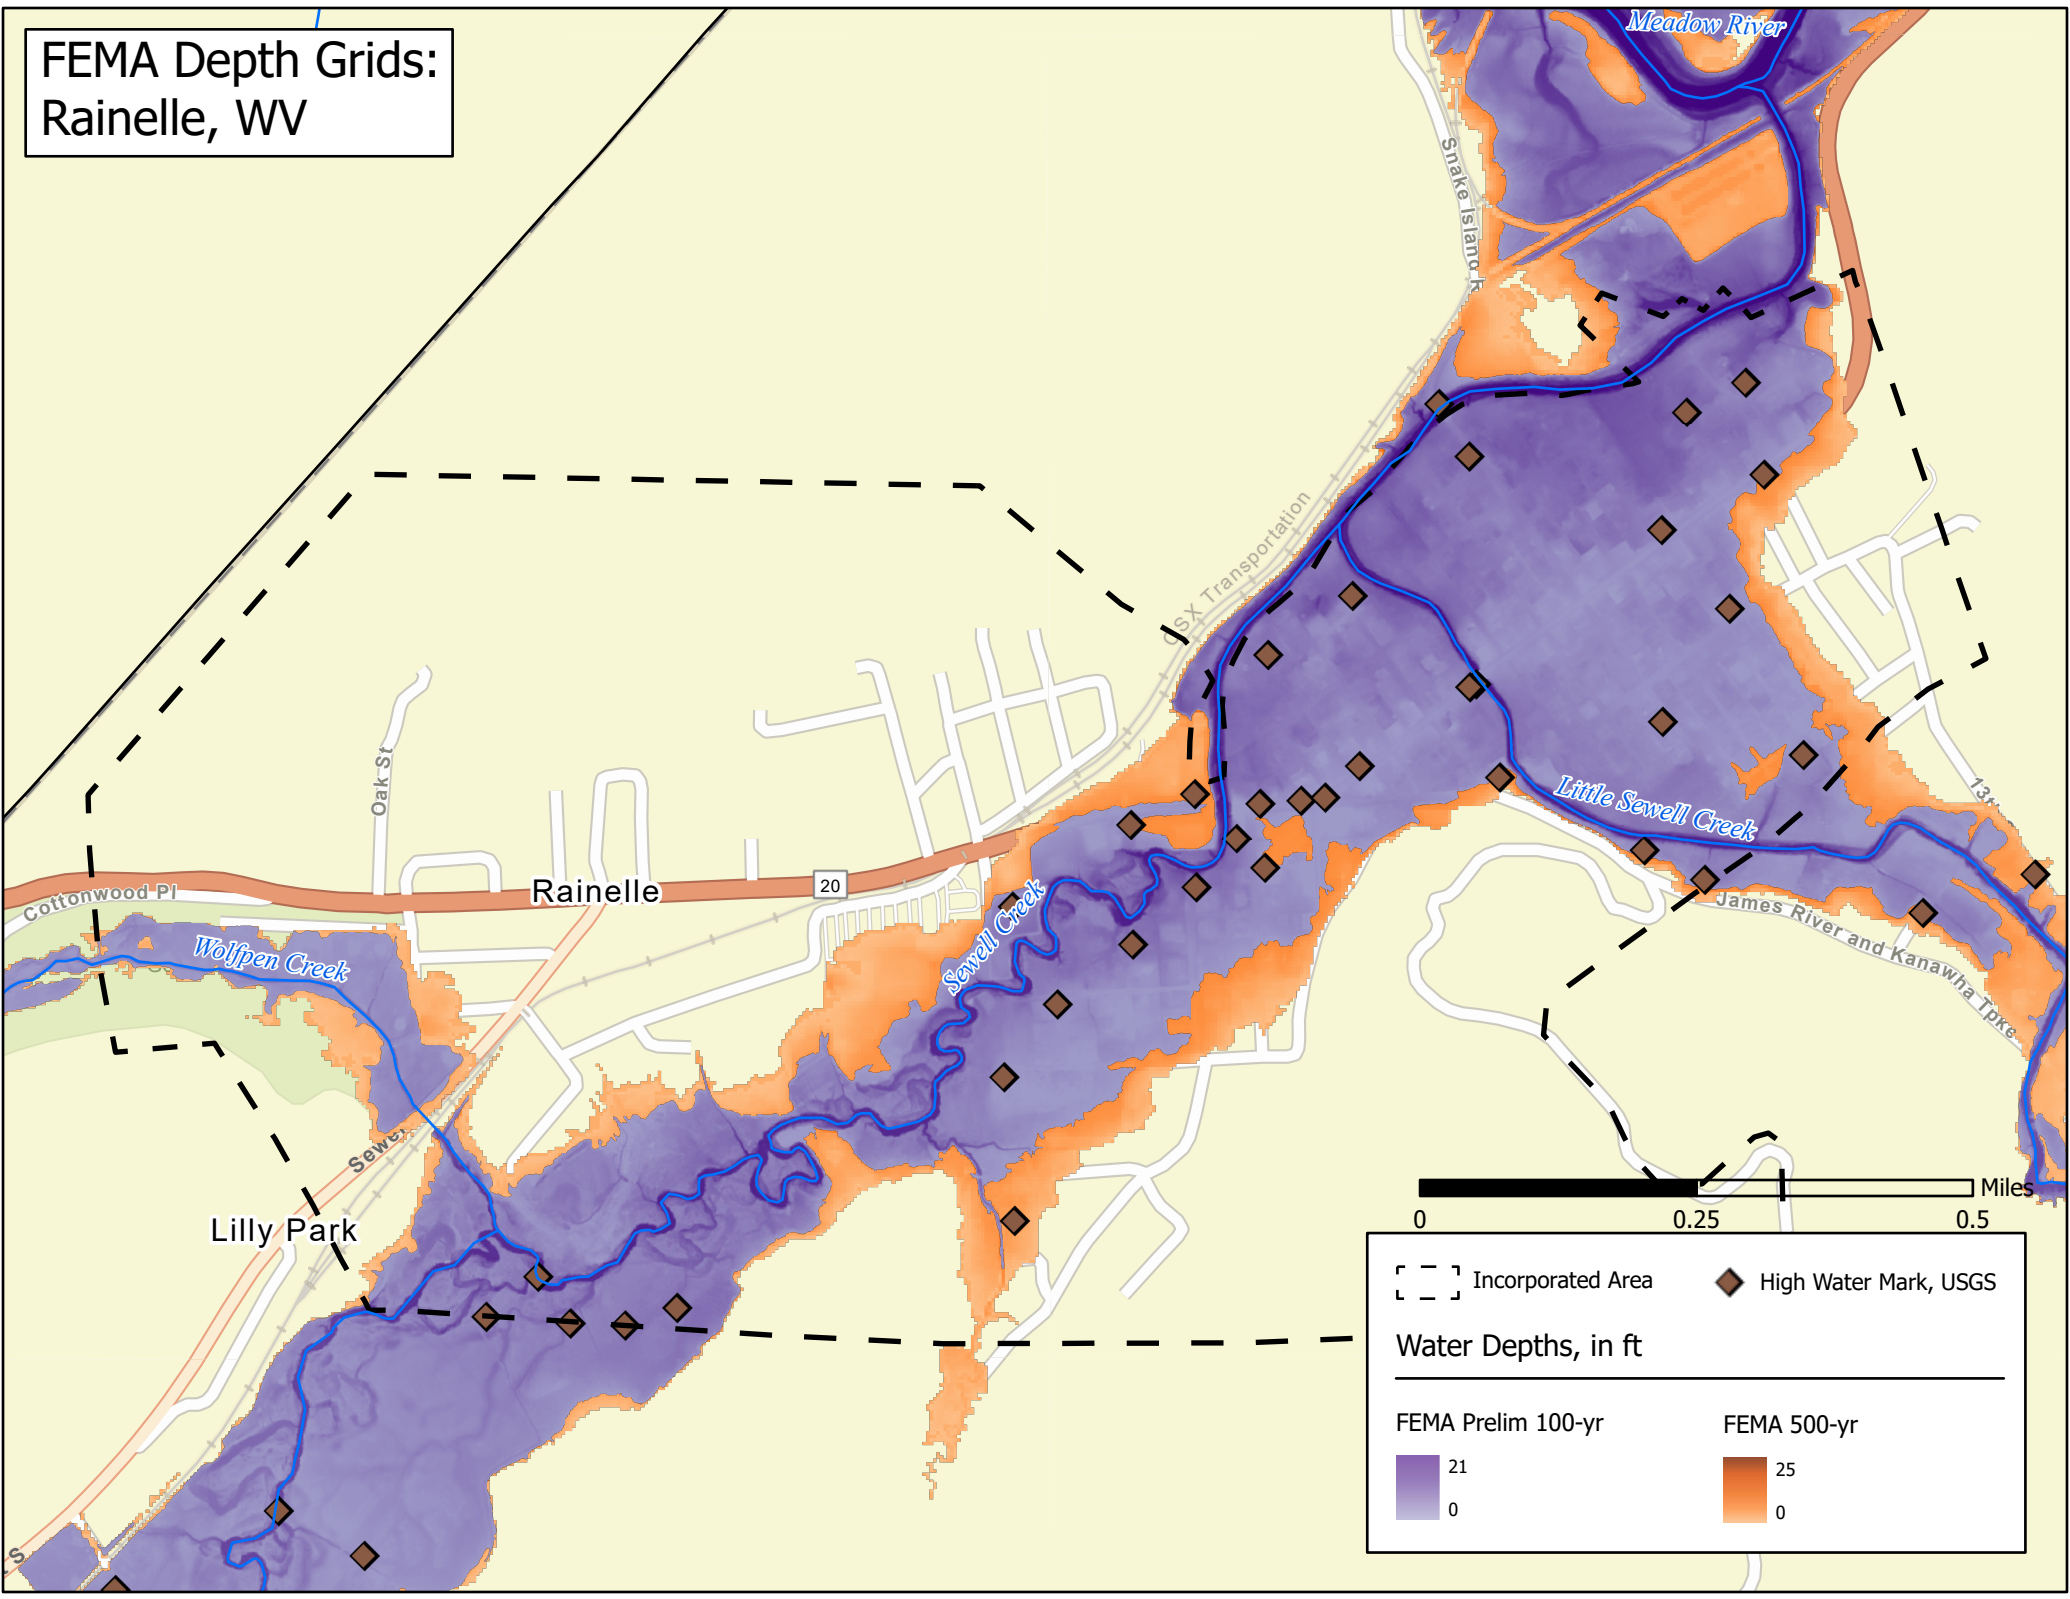 FEMA Depth Grids:
Rainelle, WV
Meadow River
Snake Island R
CSX Transportation
Oak St
Cottonwood Pl
Rainelle
20
Wolfpen Creek
Sewell Creek
Little Sewell Creek
13th
James River and Kanawha Tpke
Sewel
Lilly Park
S
Miles
0
0.25
0.5
Incorporated Area
High Water Mark, USGS
Water Depths, in ft
FEMA Prelim 100-yr
FEMA 500-yr
21
0
25
0